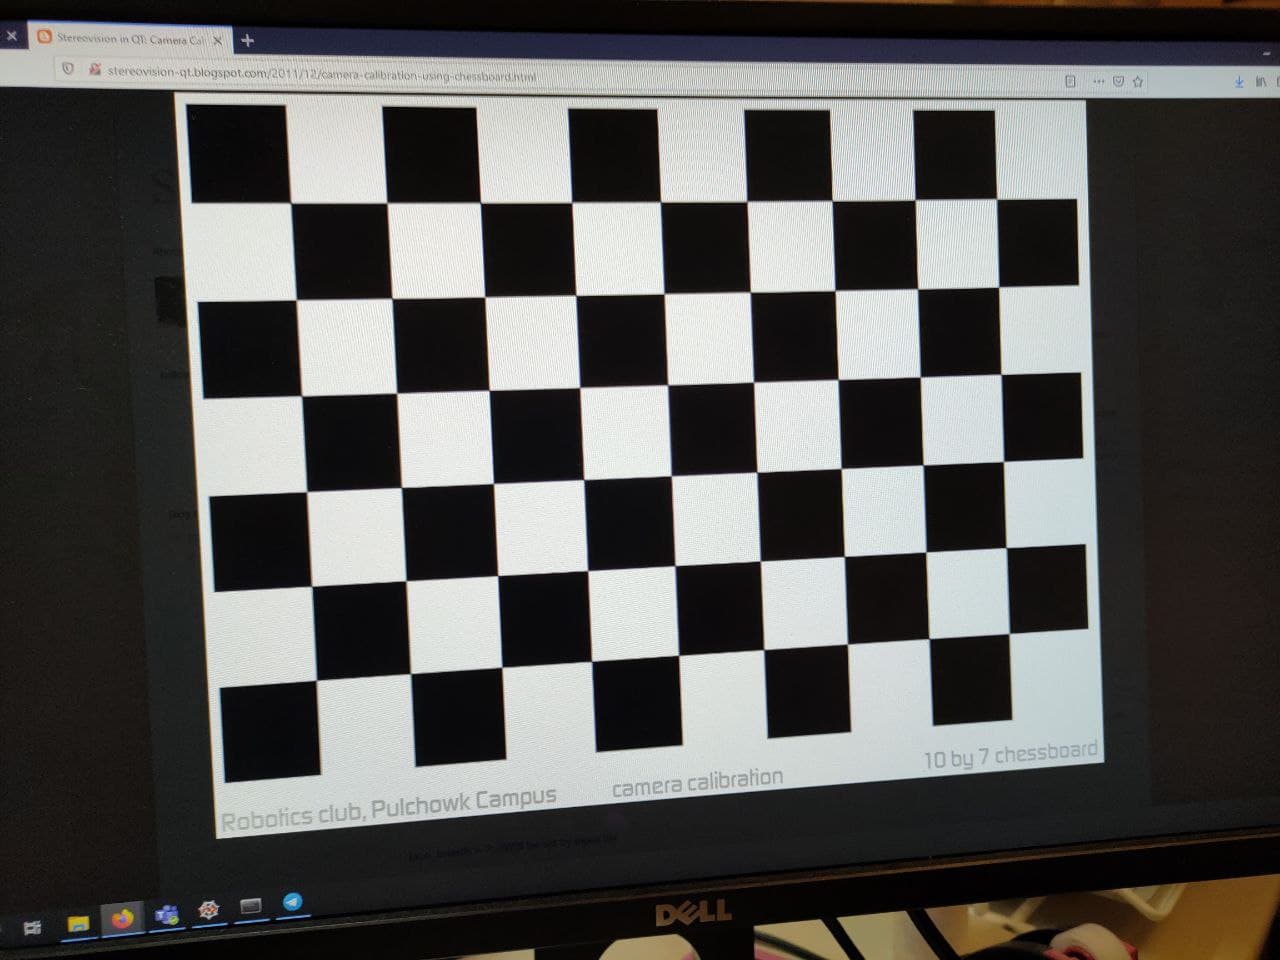 Stereovision in QT: Camera Cal
stereovision-qt.blogspot.com/2011/12/camera-calibration-using-chessboard.html
Robotics club, Pulchowk Campus
camera calibration
10 by 7 chessboard
DELL